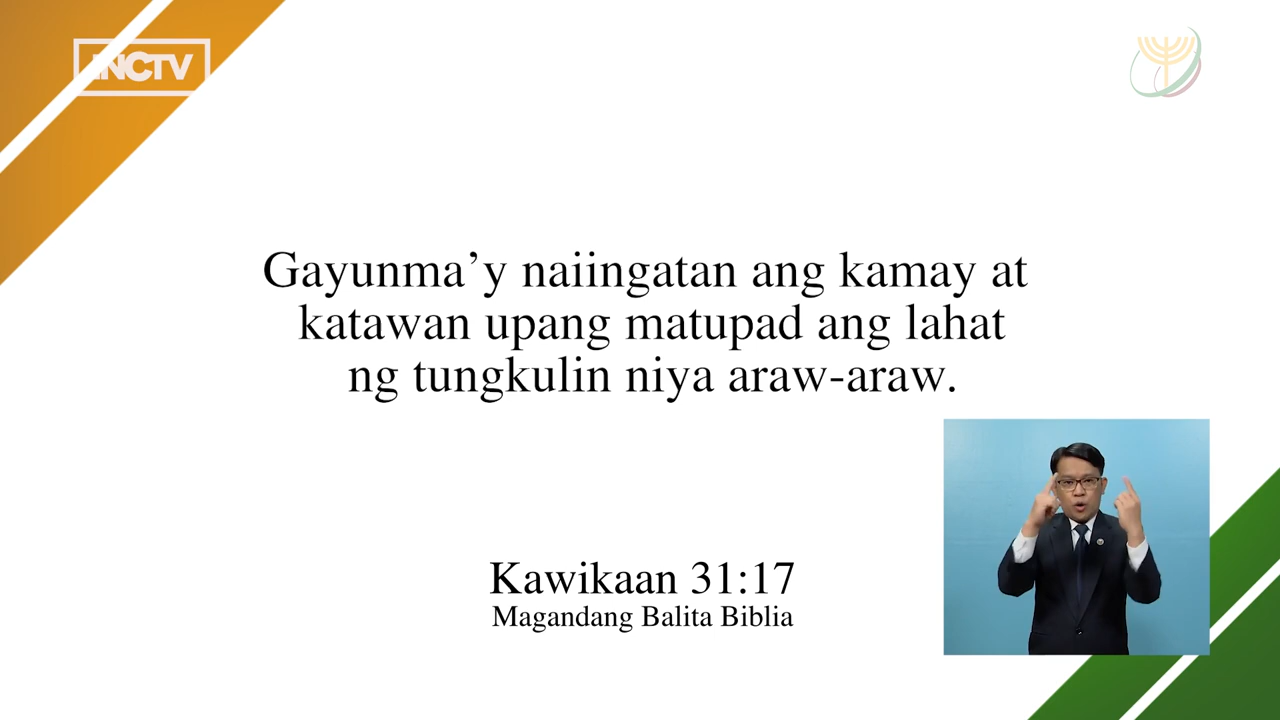 INCTV
Gayunma’y naiingatan ang kamay at
katawan upang matupad ang lahat
ng tungkulin niya araw-araw.
Kawikaan 31:17
Magandang Balita Biblia